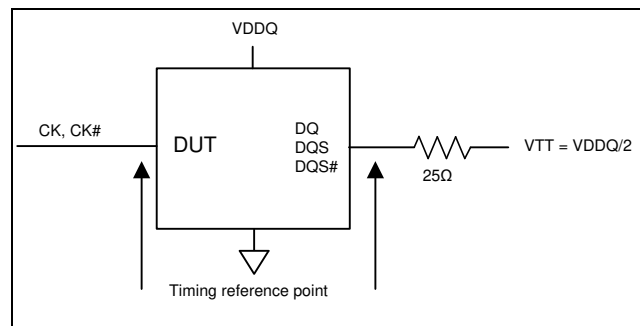 VDDQ
CK, CK#
DUT
DQ
DQS
DQS#
VTT = VDDQ/2
25Ω
Timing reference point